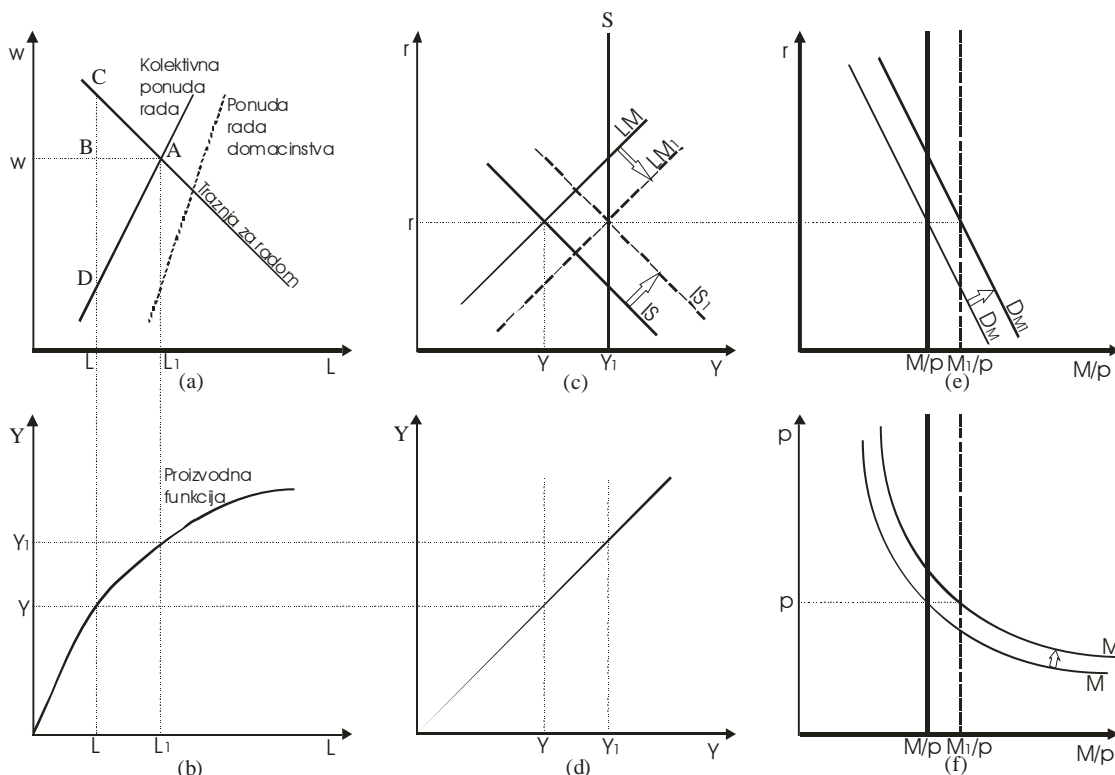 w
C
Kolektivna
ponuda
rada
Ponuda
rada
domacinstva
B
w
A
Traznja za radom
D
L
L1
L
(a)
S
r
LM
LM1
r
IS
IS1
Y
Y1
Y
(c)
r
DM
DM1
M/p
M1/p
M/p
(e)
Y
Proizvodna
funkcija
Y1
Y
L
L1
L
(b)
Y
Y
Y1
Y
(d)
p
p
M
M
M/p
M1/p
M/p
(f)